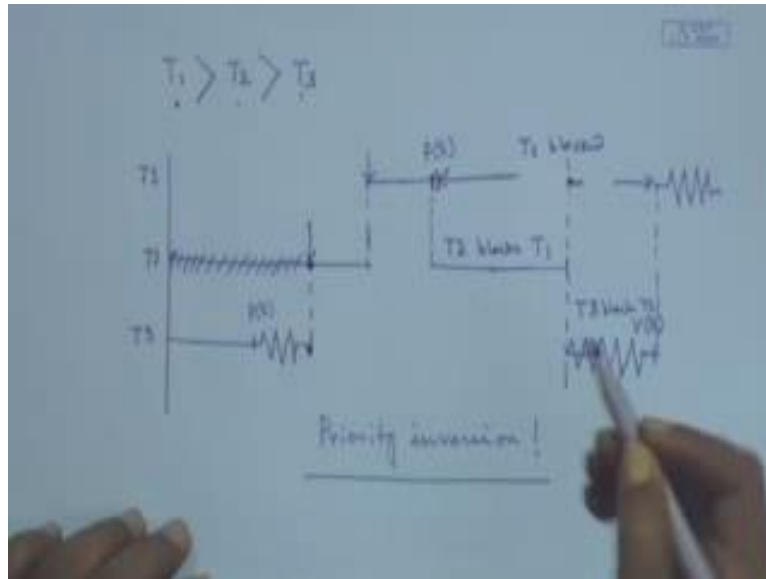 T1 > T2 > T3
T1
P(S)
T1 blocked
T2
T2 blocks T1
T3
P(S)
T3 blocks T1
V(S)
Priority inversion!